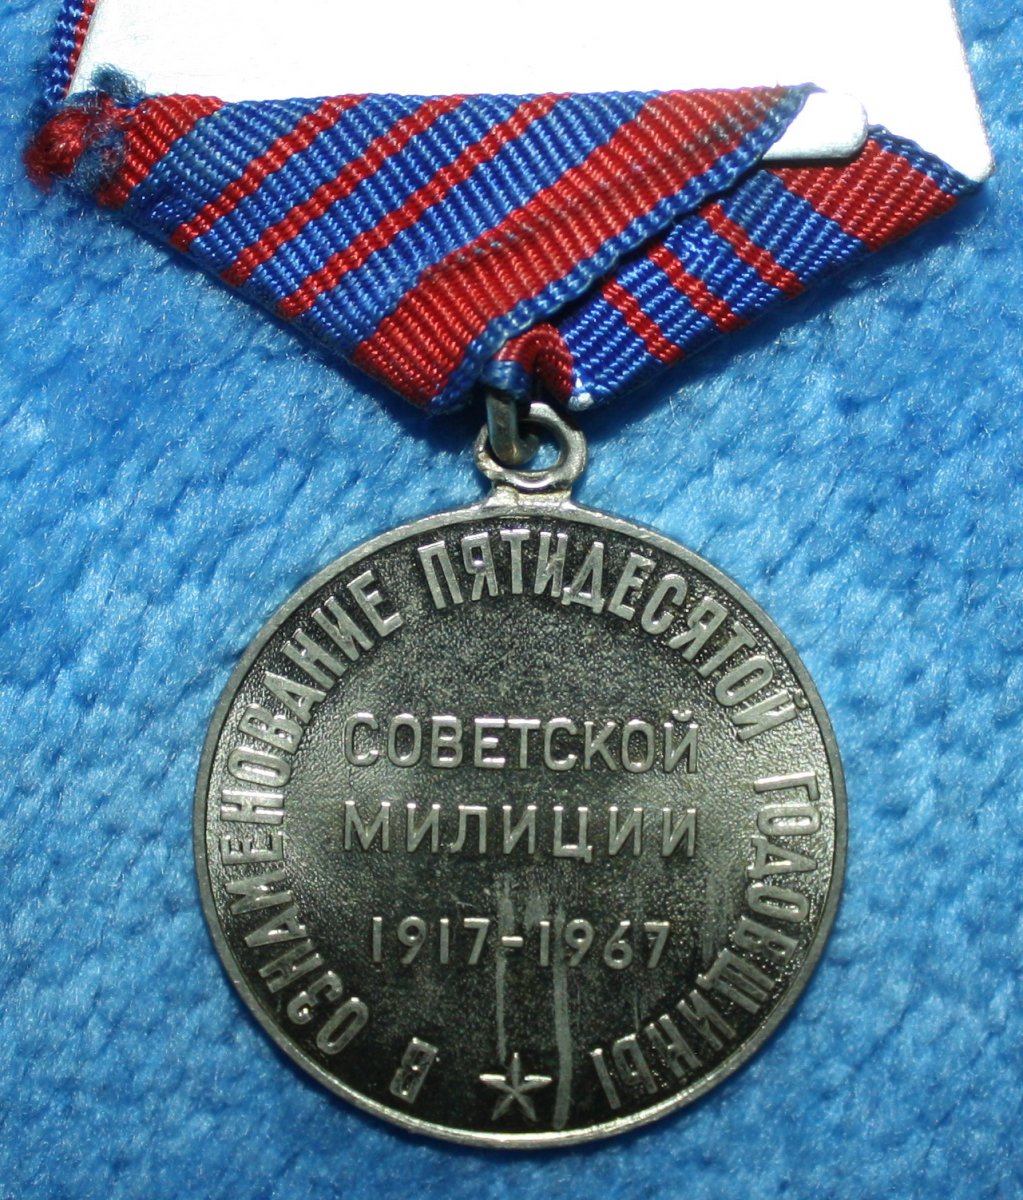 В ОЗНАМЕНОВАНИЕ ПЯТИДЕСЯТОЙ ГОДОВЩИНЫ
СОВЕТСКОЙ
МИЛИЦИИ
1917-1967